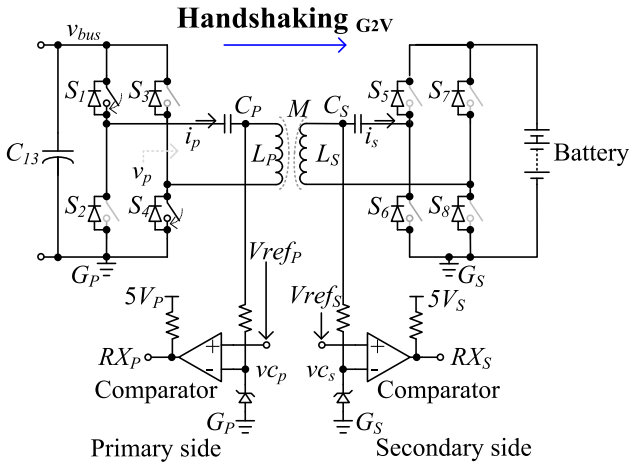 Handshaking G2V
vbus
S1 S3 CP M CS S5 S7
ip is
C13 LP LS Battery
vp
S2 S4 S6 S8
GP GS
VrefP
5VP VrefS 5VS
RXP + + RXS
- vcp vcs -
Comparator Comparator
GP GS
Primary side Secondary side